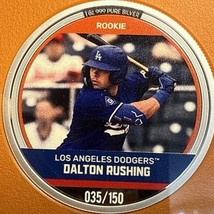 1 oz 999 PURE SILVER
ROOKIE
LOS ANGELES DODGERS™
DALTON RUSHING
035/150